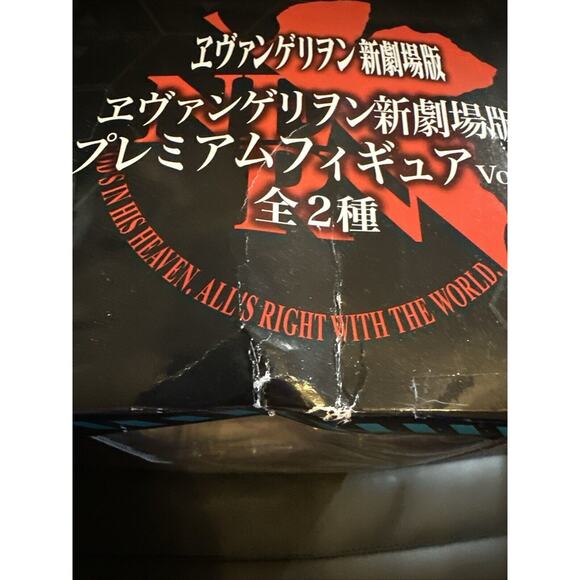 ヱヴァンゲリヲン 新劇場版
ヱヴァンゲリヲン新劇場版
プレミアムフィギュア
全2種
IN HIS HEAVEN. ALL'S RIGHT WITH THE WORLD.